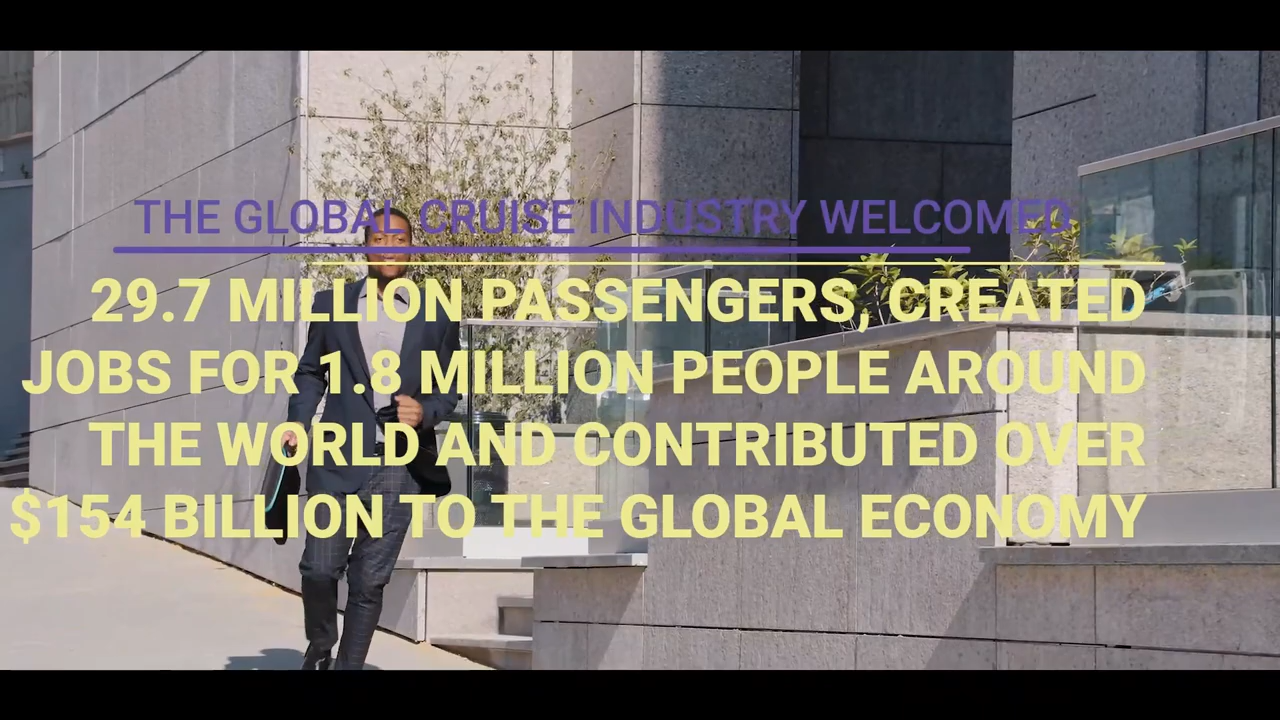 THE GLOBAL CRUISE INDUSTRY WELCOMED
29.7 MILLION PASSENGERS, CREATED
JOBS FOR 1.8 MILLION PEOPLE AROUND
THE WORLD AND CONTRIBUTED OVER
$154 BILLION TO THE GLOBAL ECONOMY